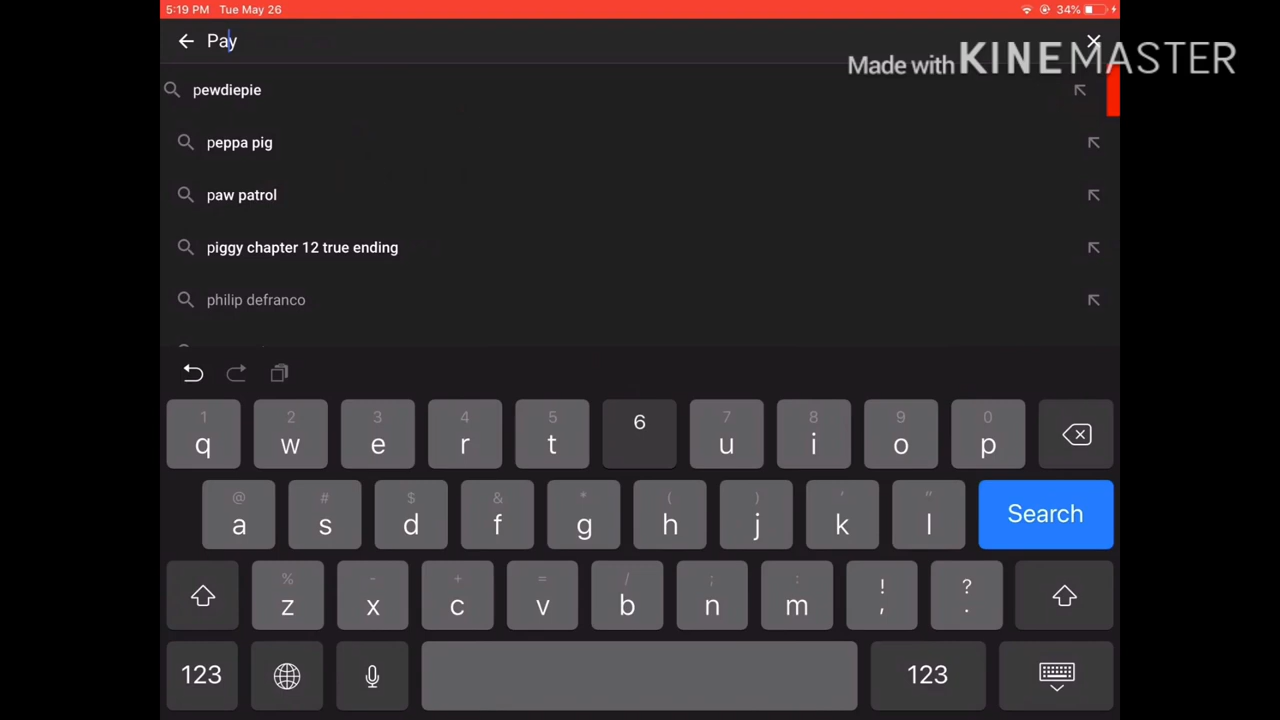 5:19 PM Tue May 26
34%
Pay
Made with KINEMASTER
pewdiepie
peppa pig
paw patrol
piggy chapter 12 true ending
philip defranco
1 2 3 4 5 6 7 8 9 0
q w e r t u i o p
@ # $ & * ( ) ' "
a s d f g h j k l Search
% - + = / ; : ! ?
z x c v b n m , .
123 123